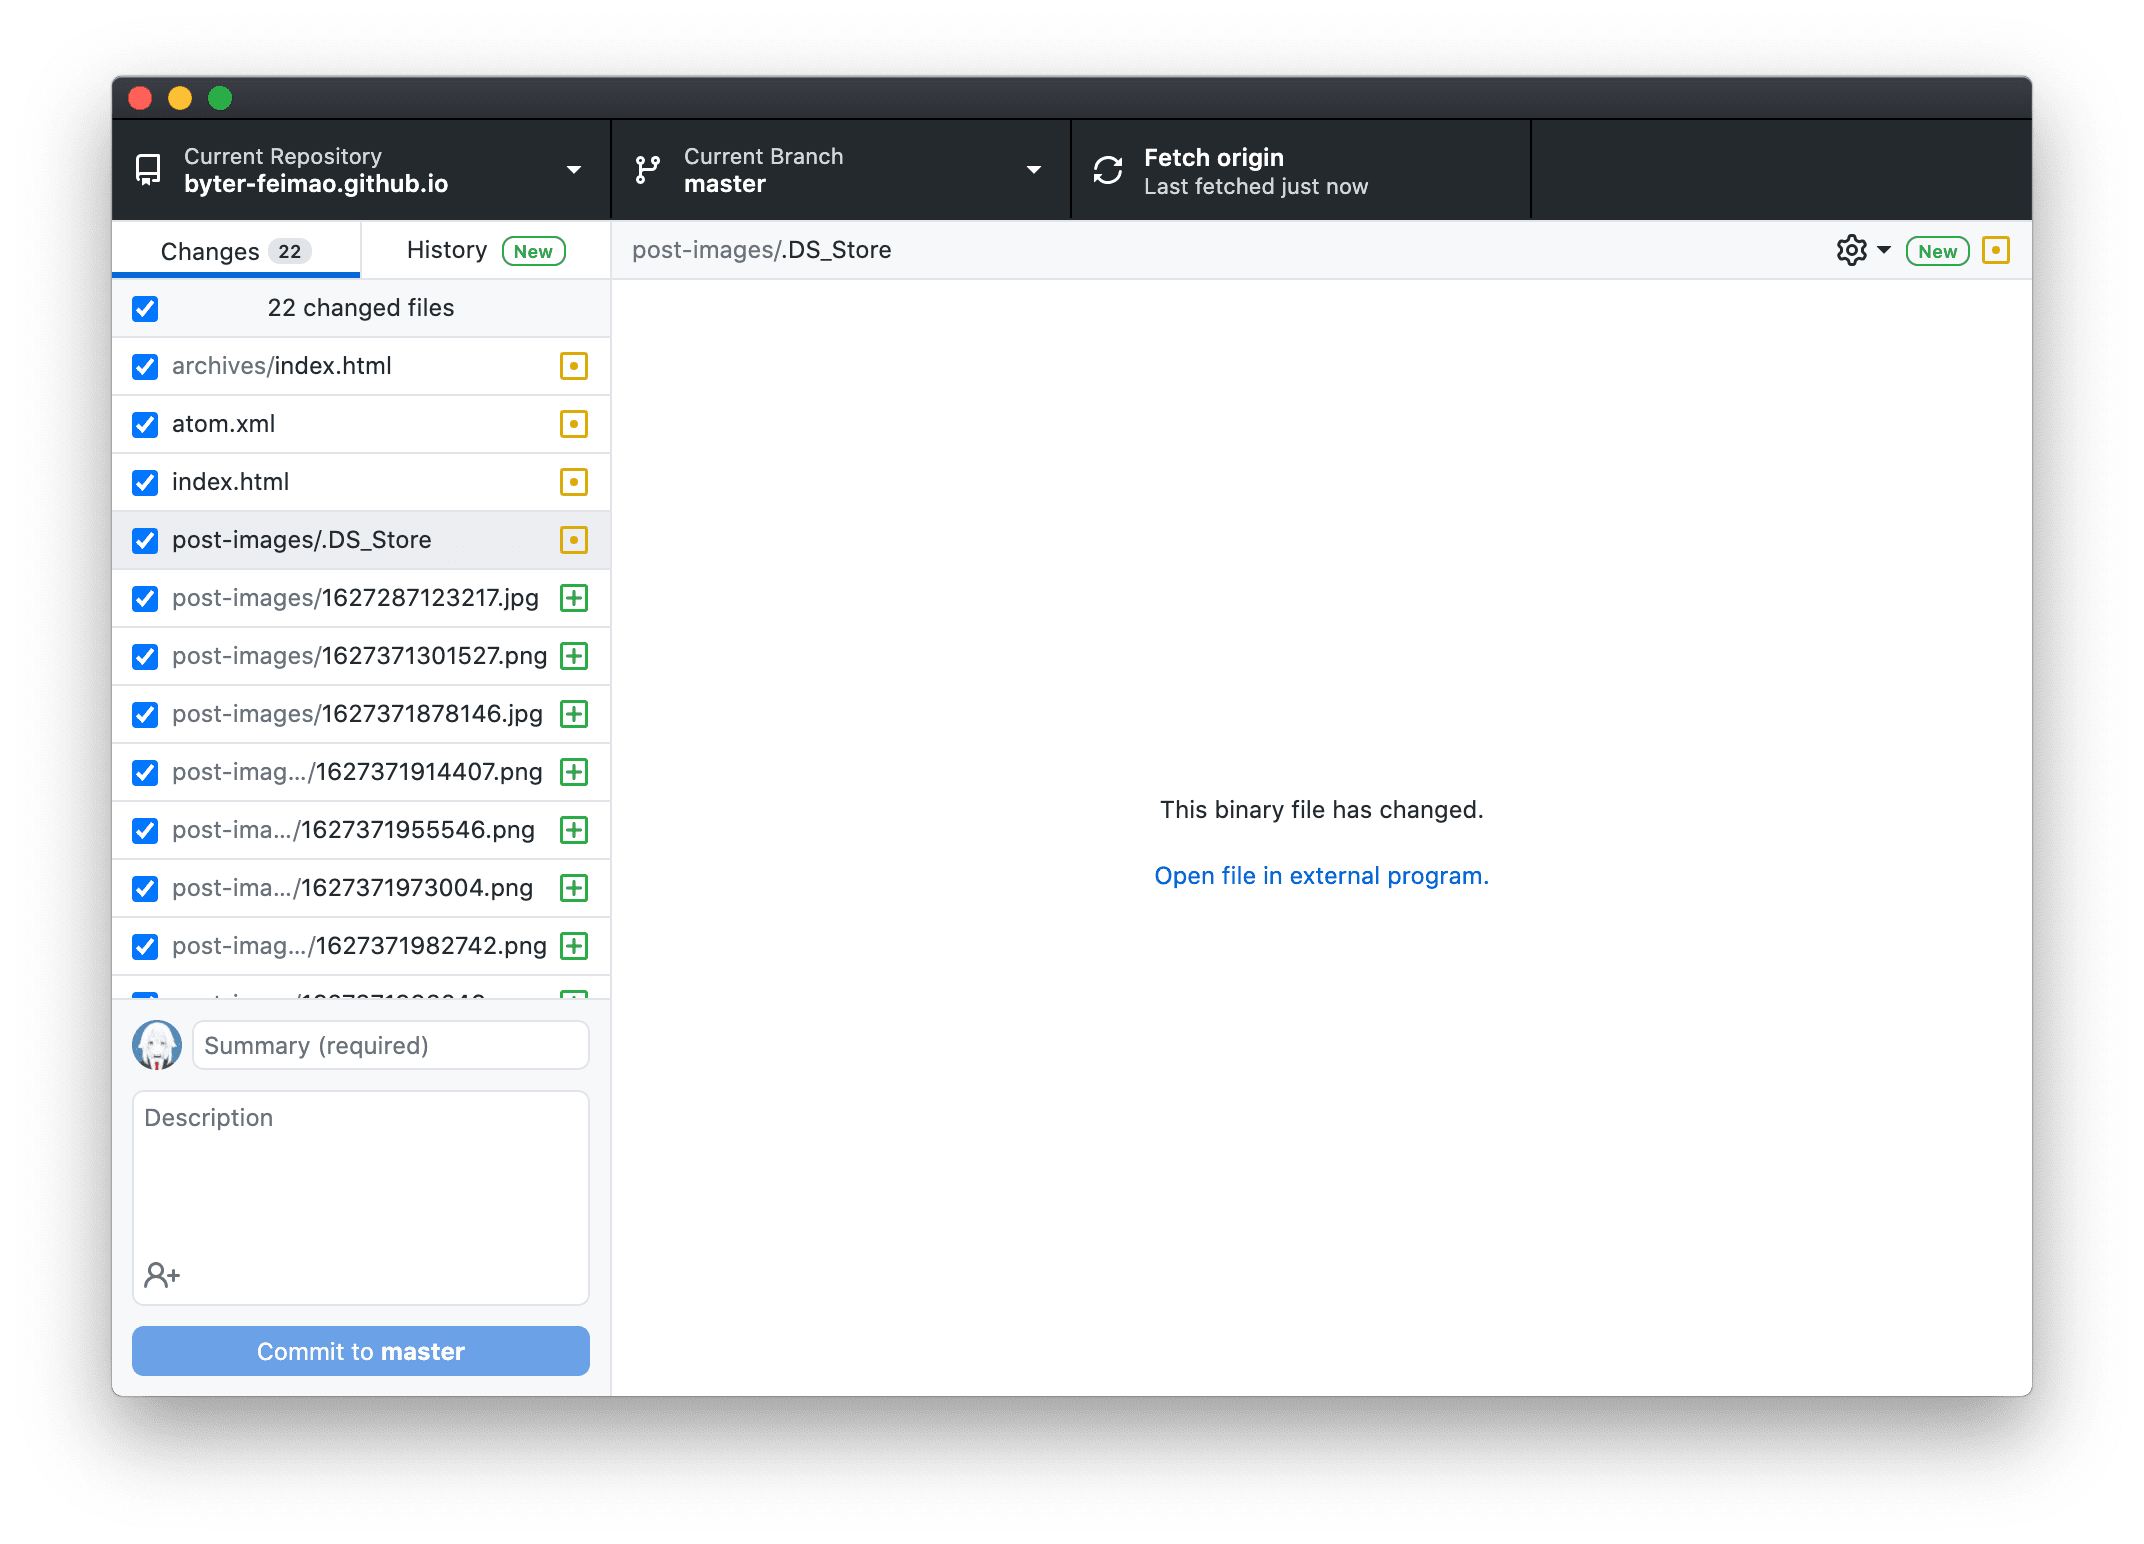 Current Repository
byter-feimao.github.io
Current Branch
master
Fetch origin
Last fetched just now
Changes 22
History New
post-images/.DS_Store
New
22 changed files
archives/index.html
atom.xml
index.html
post-images/.DS_Store
post-images/1627287123217.jpg
post-images/1627371301527.png
post-images/1627371878146.jpg
post-imag.../1627371914407.png
post-ima.../1627371955546.png
post-ima.../1627371973004.png
post-imag.../1627371982742.png
This binary file has changed.
Open file in external program.
Summary (required)
Description
Commit to master